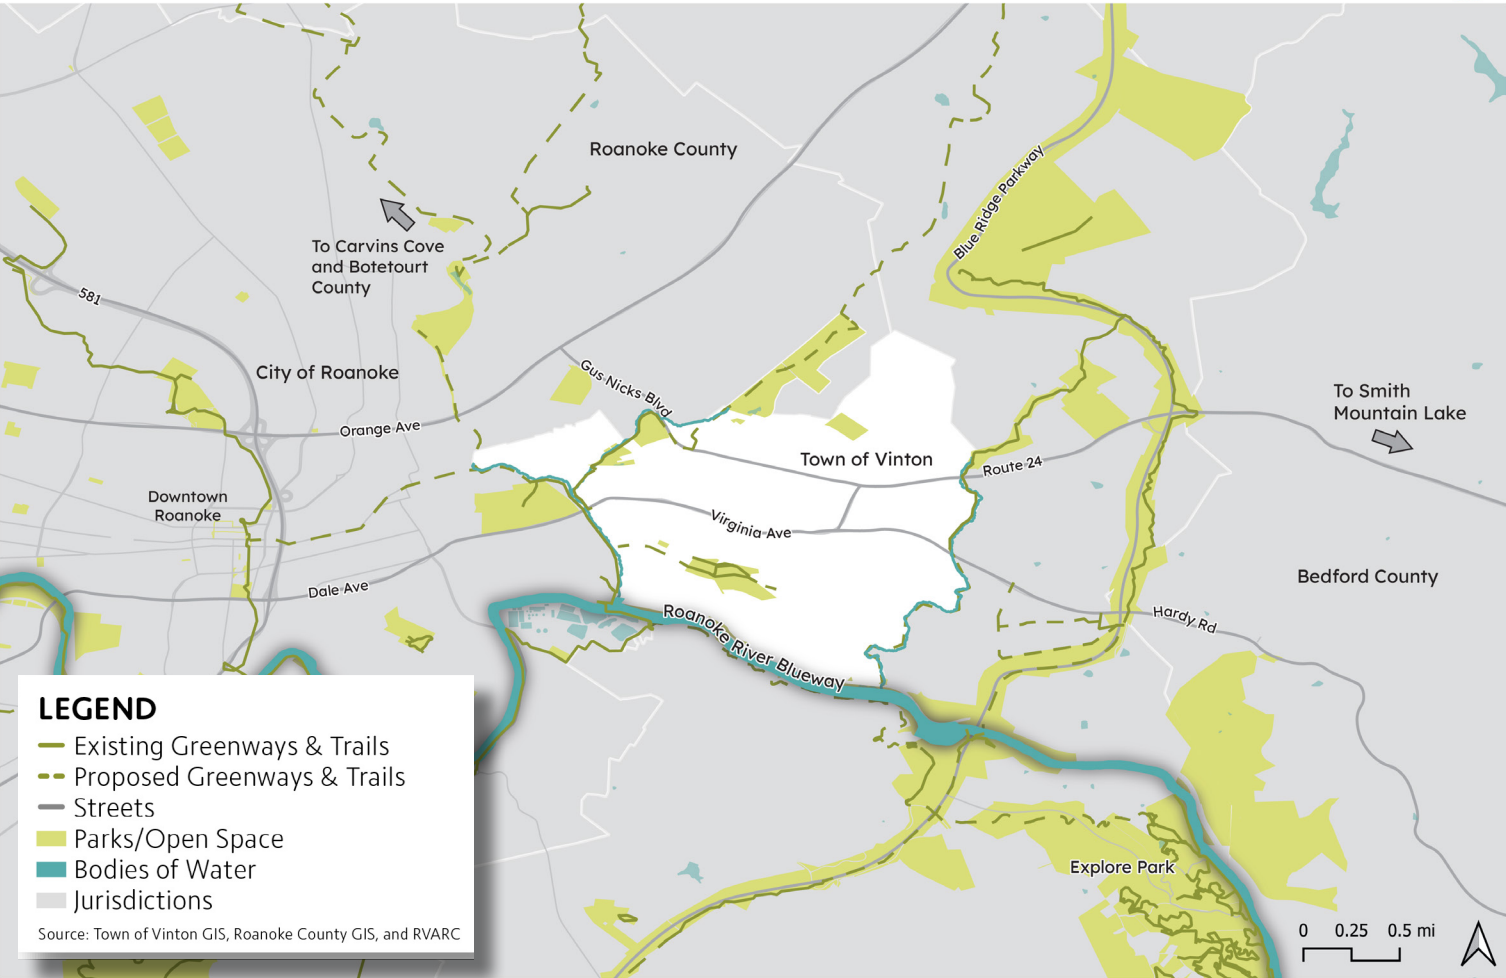 Roanoke County
Blue Ridge Parkway
To Carvins Cove
and Botetourt
County
581
City of Roanoke
Gus Nicks Blvd
Orange Ave
To Smith
Mountain Lake
Town of Vinton
Route 24
Downtown
Roanoke
Virginia Ave
Dale Ave
Bedford County
Hardy Rd
Roanoke River Blueway
LEGEND
Existing Greenways & Trails
Proposed Greenways & Trails
Streets
Parks/Open Space
Bodies of Water
Jurisdictions
Source: Town of Vinton GIS, Roanoke County GIS, and RVARC
Explore Park
0 0.25 0.5 mi